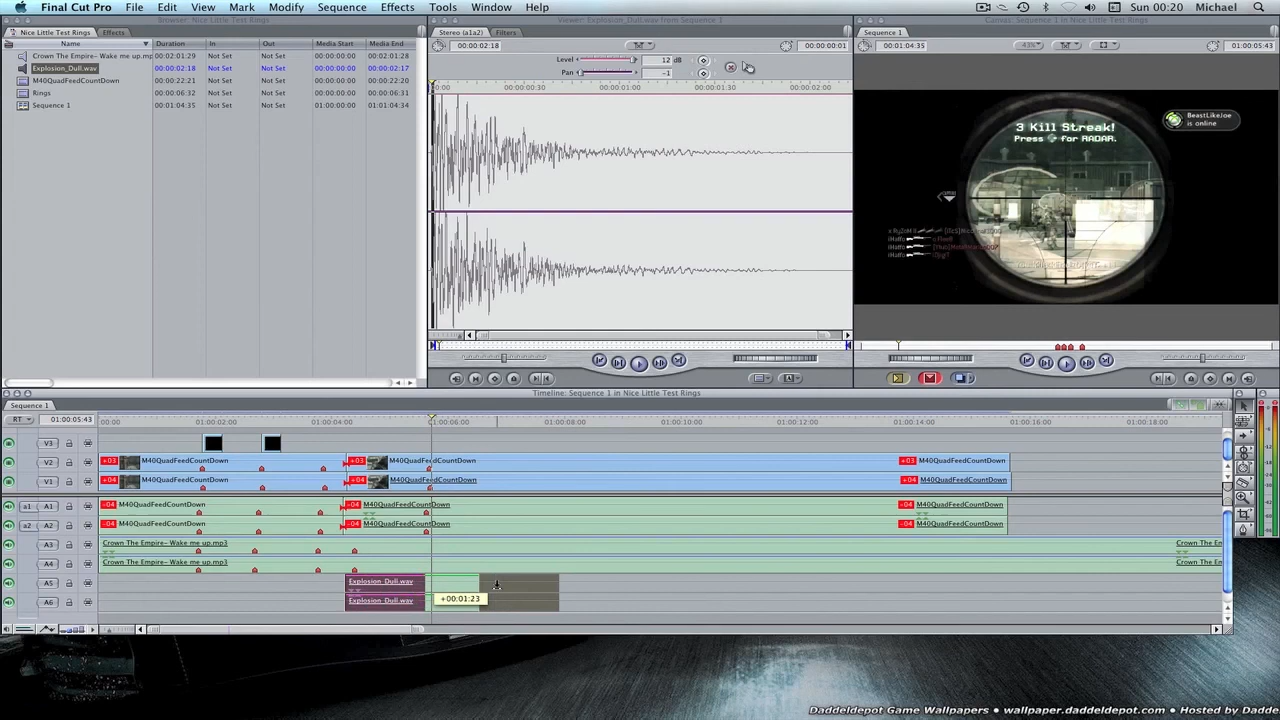 Final Cut Pro File Edit View Mark Modify Sequence Effects Tools Window Help Sun 00:20 Michael
Browser: Nice Little Test Rings
Nice Little Test Rings Effects
Name Duration In Out Media Start Media End
Crown The Empire- Wake me up.mp 00:02:01:29 Not Set Not Set 00:00:00:00 00:02:01:28
Explosion_Dull.wav 00:00:02:18 Not Set Not Set 00:00:00:00 00:00:02:17
M40QuadFeedCountDown 00:00:22:21 Not Set Not Set 00:00:00:00 00:00:22:20
Rings 00:00:06:32 Not Set Not Set 00:00:00:00 00:00:06:31
Sequence 1 00:01:04:35 Not Set Not Set 01:00:00:00 01:01:04:34
Viewer: Explosion_Dull.wav from Sequence 1
Stereo (a1a2) Filters
00:00:02:18 00:00:00:01
Level 12 dB
Pan -1
00:00 00:00:00:30 00:00:01:00 00:00:01:30 00:00:02:00
Canvas: Sequence 1 in Nice Little Test Rings
Sequence 1
00:01:04:35 43% 01:00:05:43
3 Kill Streak!
Press for RADAR.
BeastLikeJoe
is online
Timeline: Sequence 1 in Nice Little Test Rings
Sequence 1
RT 01:00:05:43 00:00 01:00:02:00 01:00:04:00 01:00:06:00 01:00:08:00 01:00:10:00 01:00:12:00 01:00:14:00 01:00:16:00 01:00:18:00
V3
V2 +03 M40QuadFeedCountDown +03 M40QuadFeedCountDown +03 M40QuadFeedCountDown
V1 +04 M40QuadFeedCountDown +04 M40QuadFeedCountDown +04 M40QuadFeedCountDown
a1 A1 -04 M40QuadFeedCountDown -04 M40QuadFeedCountDown -04 M40QuadFeedCountDown
a2 A2 -04 M40QuadFeedCountDown -04 M40QuadFeedCountDown -04 M40QuadFeedCountDown
A3 Crown The Empire- Wake me up.mp3 Crown The Em
A4 Crown The Empire- Wake me up.mp3 Crown The Em
A5 Explosion_Dull.wav
A6 Explosion_Dull.wav
+00:01:23
Daddeldepot Game Wallpapers • wallpaper.daddeldepot.com • Hosted by Dadde